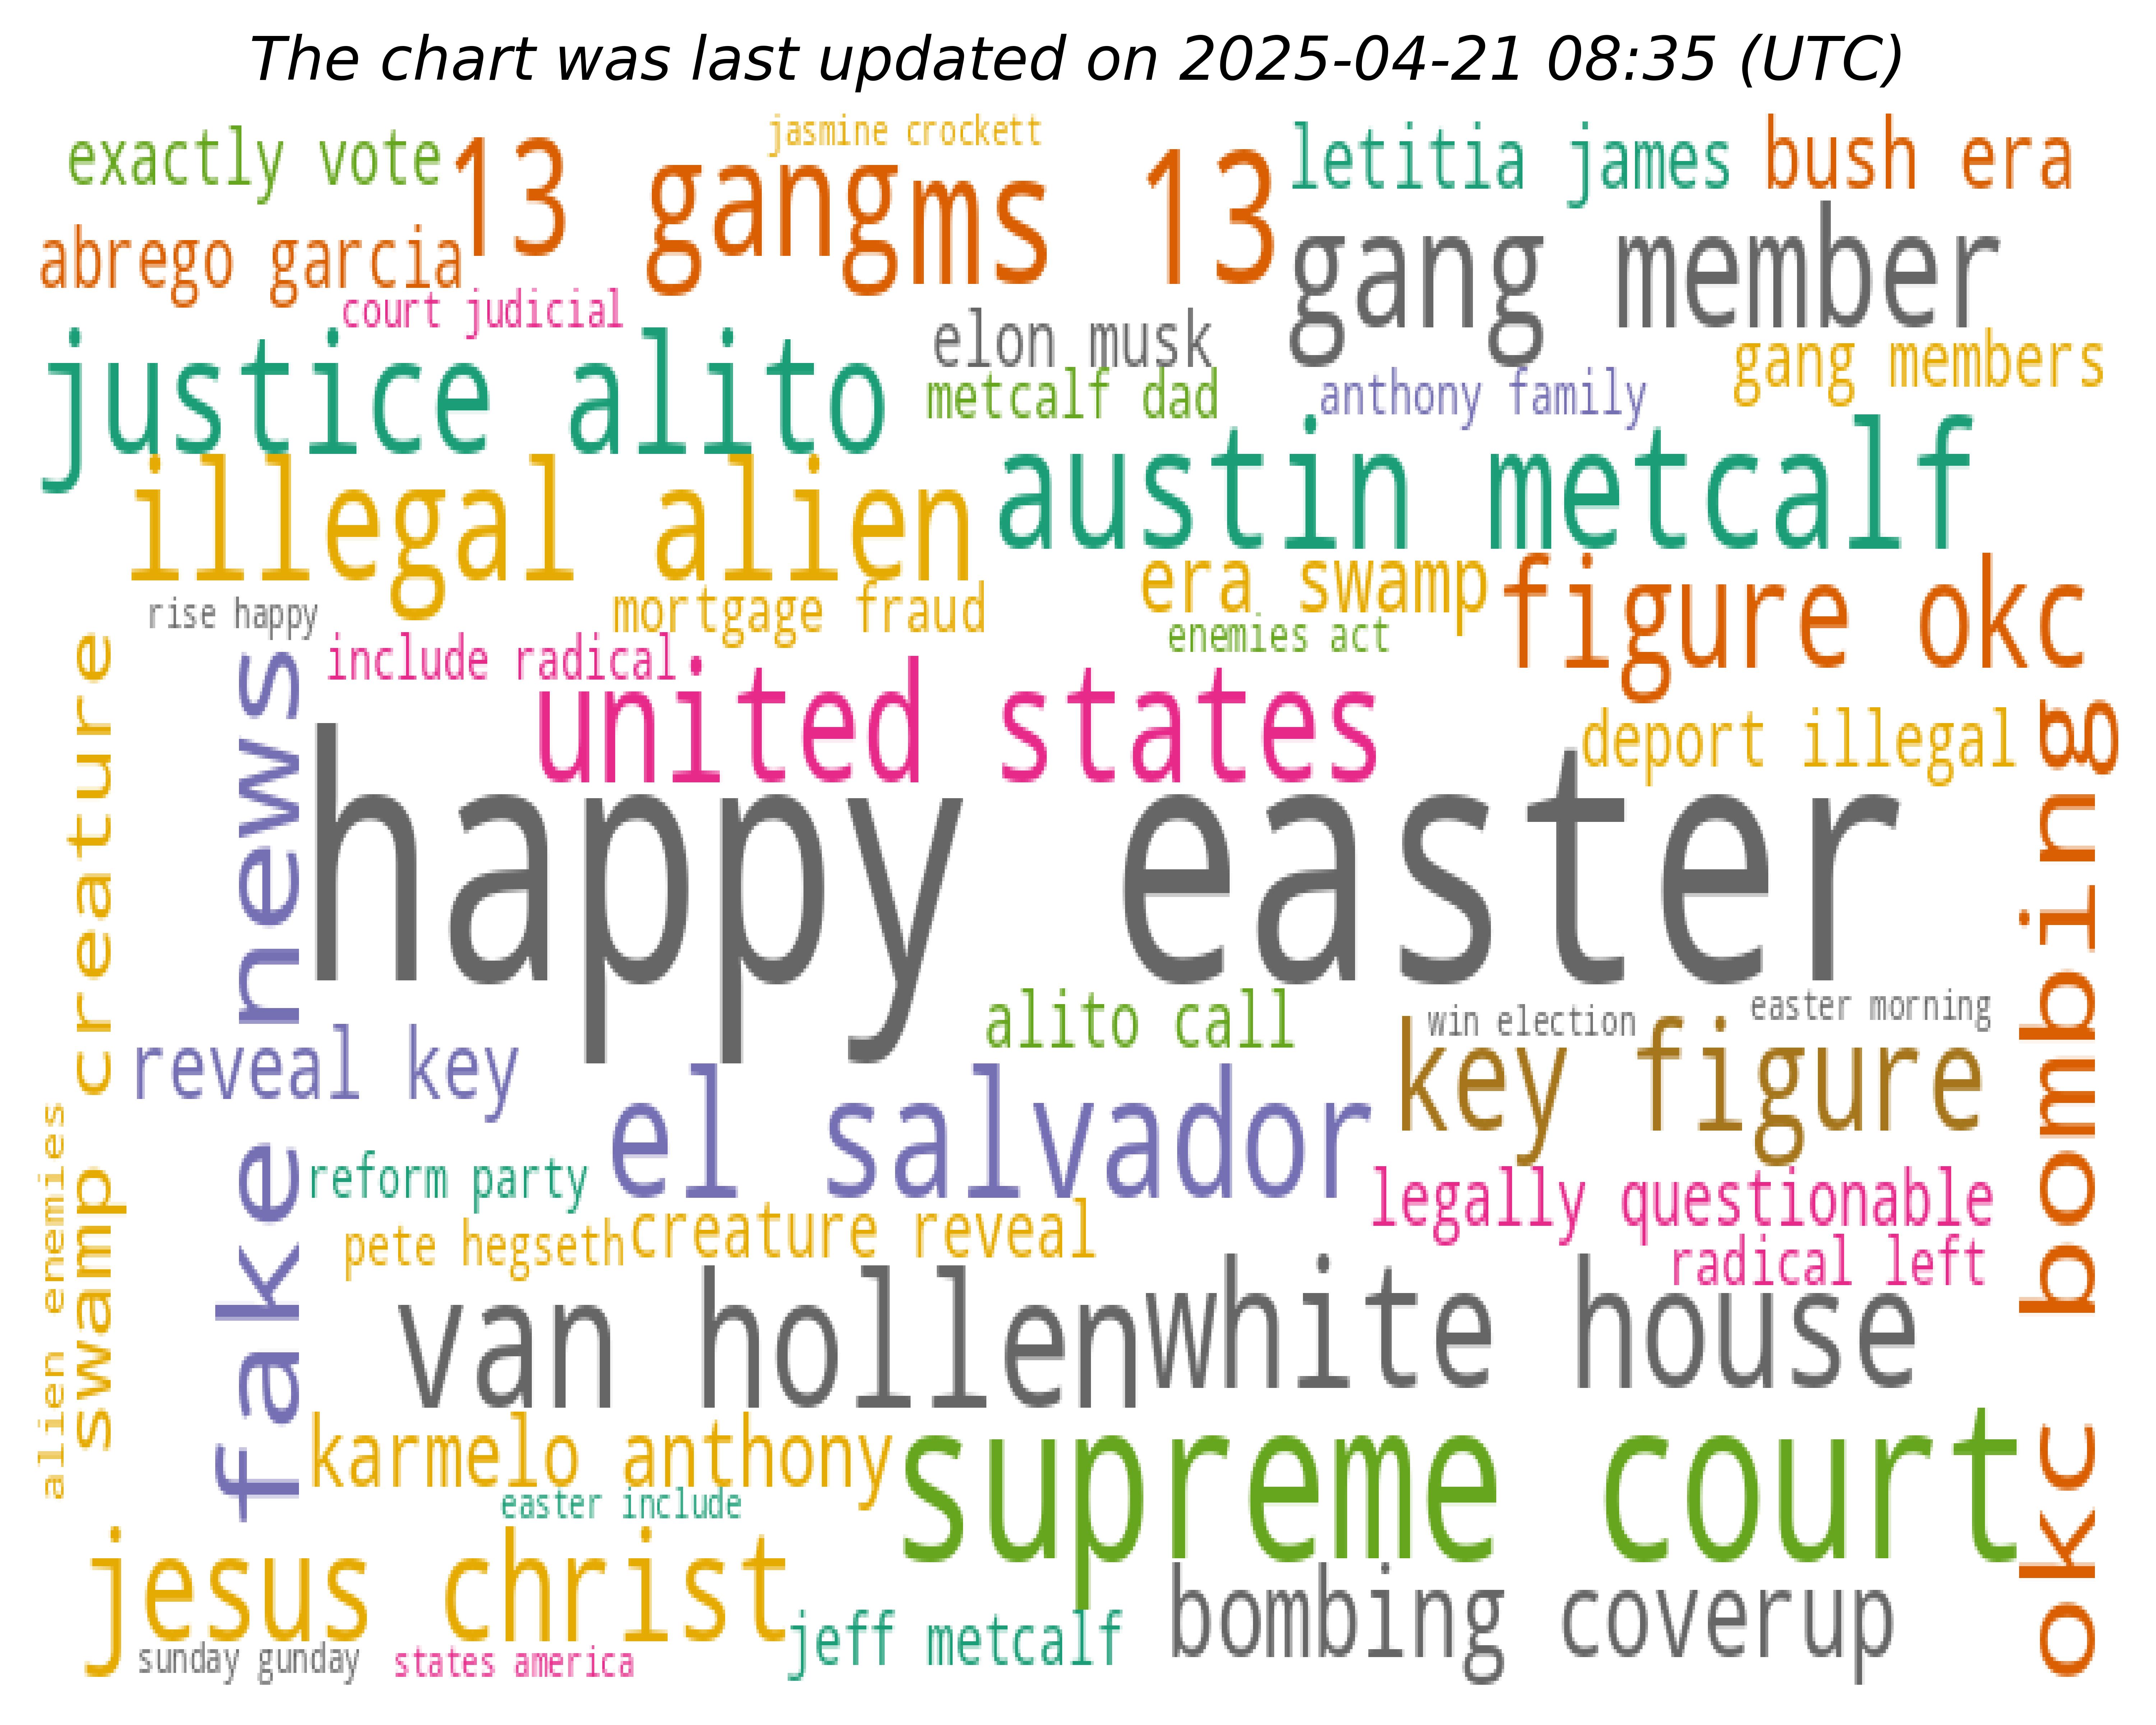 The chart was last updated on 2025-04-21 08:35 (UTC)
jasmine crockett
exactly vote
13 gang
ms 13
letitia james
bush era
abrego garcia
gang member
court judicial
elon musk
justice alito
metcalf dad
anthony family
gang members
illegal alien
austin metcalf
rise happy
mortgage fraud
era swamp
enemies act
figure okc
include radical
united states
deport illegal
swamp creature
fake news
happy easter
okc bombing
alito call
win election
easter morning
reveal key
key figure
el salvador
alien enemies
reform party
legally questionable
pete hegseth
creature reveal
radical left
van hollen
white house
karmelo anthony
supreme court
easter include
jesus christ
bombing coverup
jeff metcalf
sunday gunday
states america